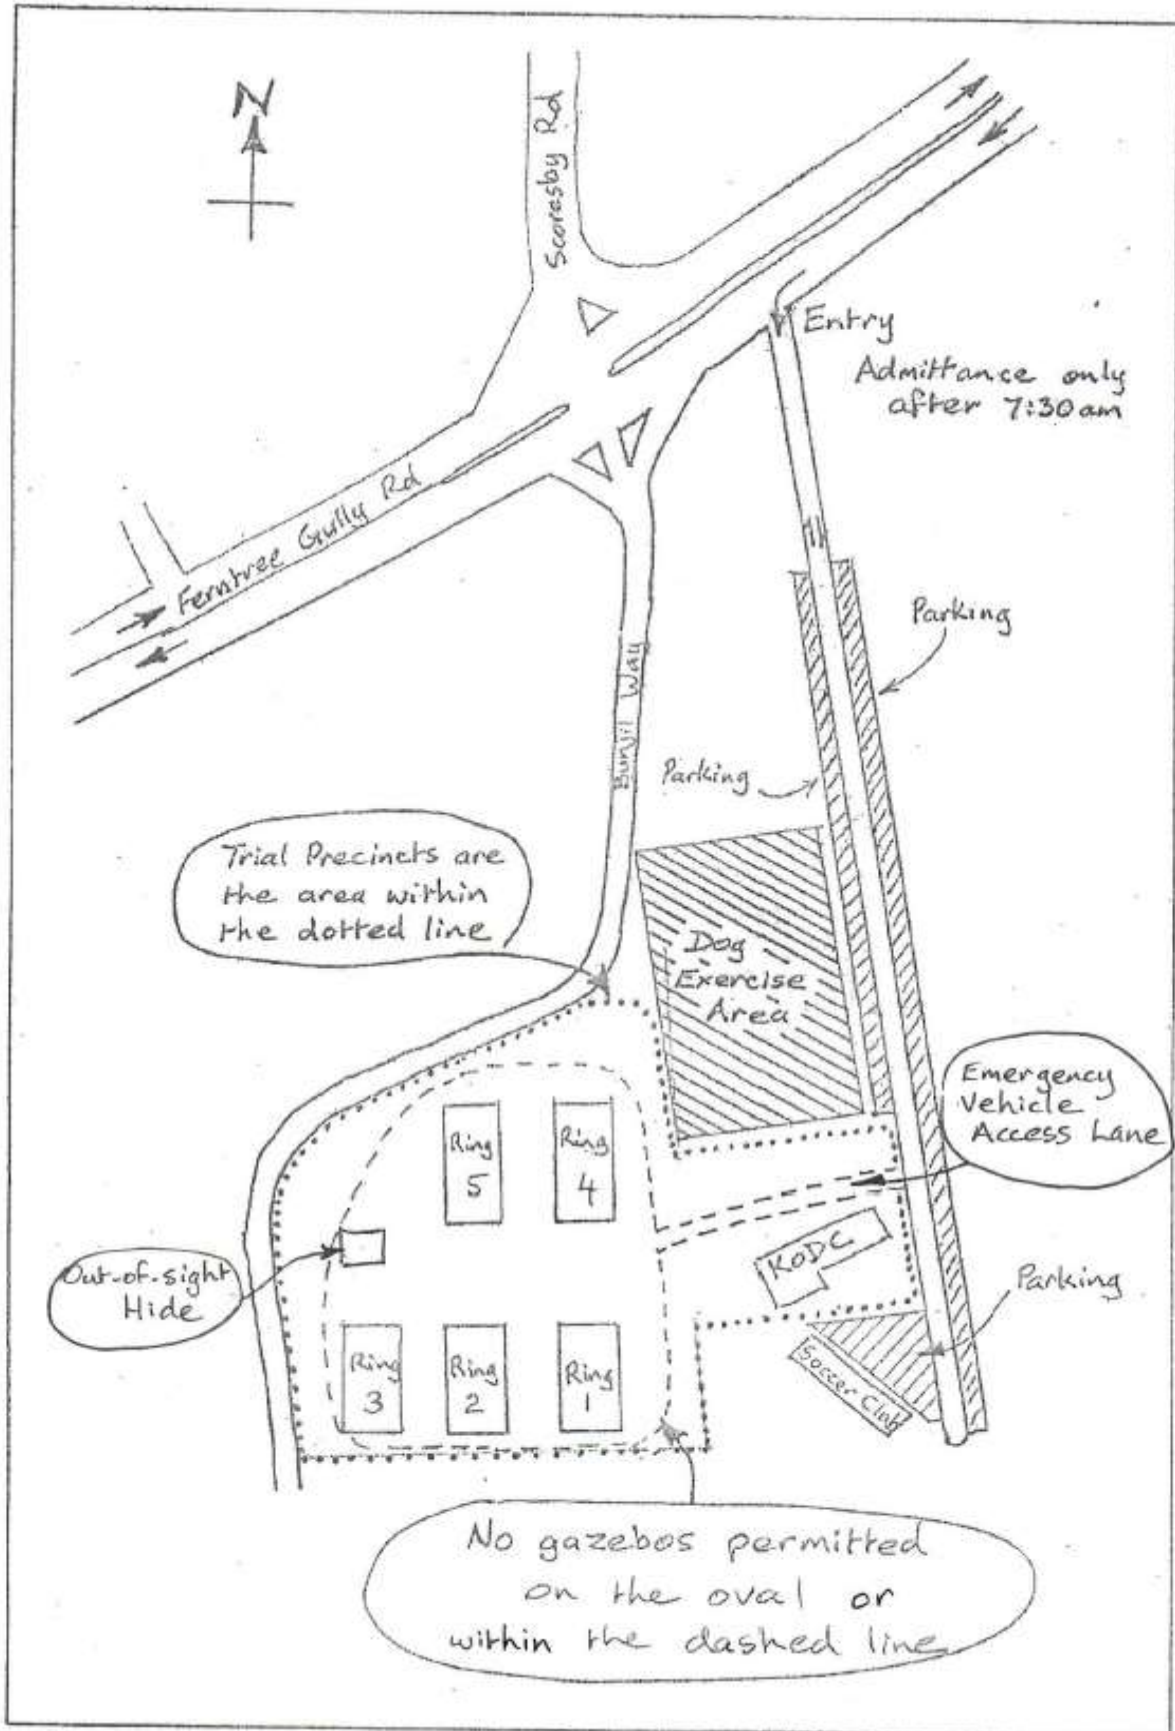 N
Scoresby Rd
Entry
Admittance only
after 7:30am
Ferntree Gully Rd
Parking
Bunjil Way
Parking
Trial Precincts are
the area within
the dotted line
Dog
Exercise
Area
Emergency
Vehicle
Access Lane
Ring
5
Ring
4
KODC
Out-of-sight
Hide
Parking
Ring
3
Ring
2
Ring
1
Soccer Club
No gazebos permitted
on the oval or
within the dashed line